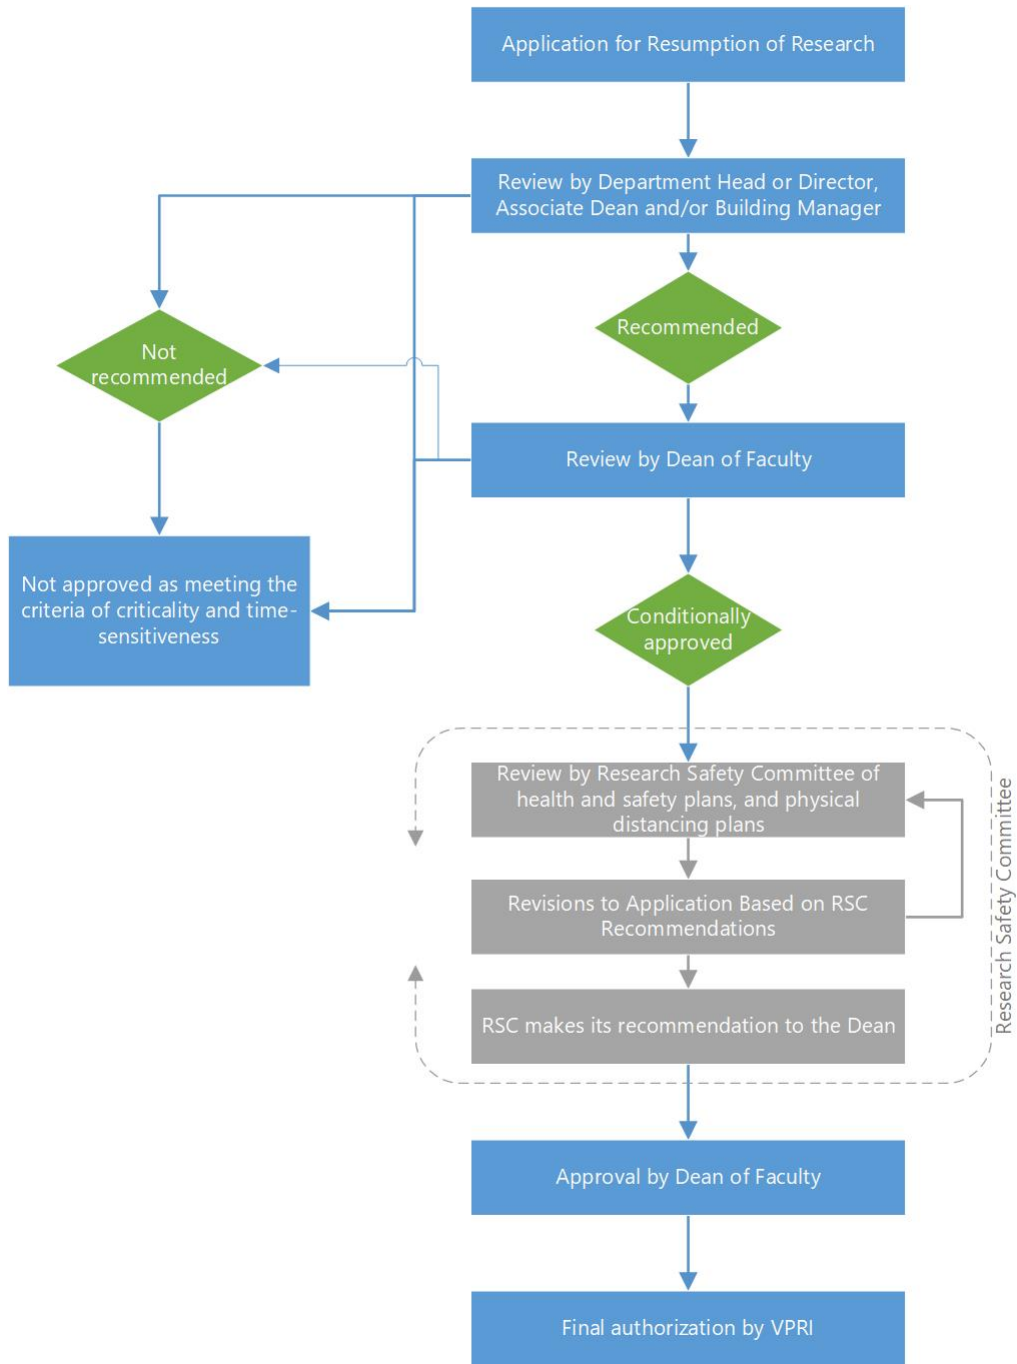 Application for Resumption of Research
Review by Department Head or Director,
Associate Dean and/or Building Manager
Recommended
Not
recommended
Review by Dean of Faculty
Not approved as meeting the
criteria of criticality and time-
sensitiveness
Conditionally
approved
Review by Research Safety Committee of
health and safety plans, and physical
distancing plans
Revisions to Application Based on RSC
Recommendations
RSC makes its recommendation to the Dean
Research Safety Committee
Approval by Dean of Faculty
Final authorization by VPRI